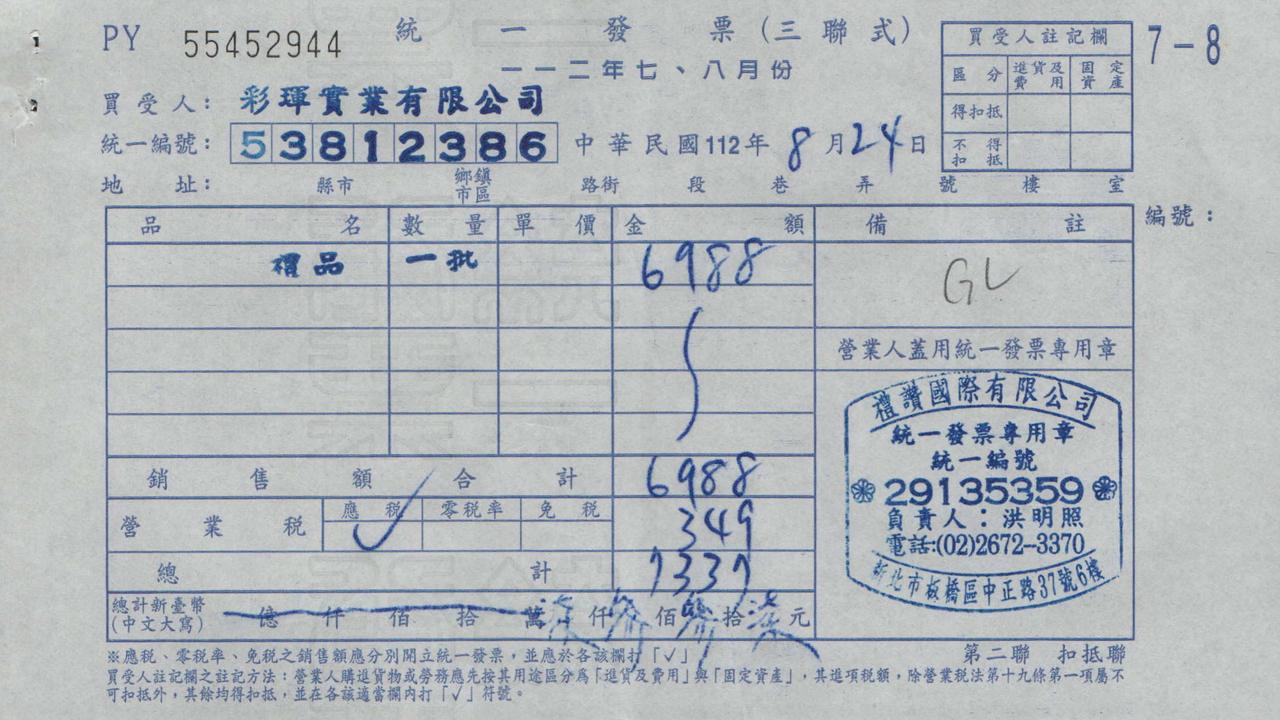 PY 55452944 統一發票(三聯式) 7-8
一一二年七、八月份
買受人註記欄
區分 進貨及費用 固定資產
得扣抵
不得扣抵
買受人: 彩琿實業有限公司
統一編號: 53812386 中華民國112年8月24日
地址: 縣市 鄉鎮市區 路街 段 巷 弄 號 樓 室
編號:
品名 數量 單價 金額 備註
禮品 一批 6988 GL
營業人蓋用統一發票專用章
禮讚國際有限公司
統一發票專用章
統一編號
29135359
負責人:洪明照
電話:(02)2672--3370
新北市板橋區中正路37號6樓
銷售額合計 6988
營業稅 應稅 ✓ 零稅率 免稅 349
總計 7337
總計新臺幣(中文大寫) 億 仟 佰 拾 萬 柒 仟 參 佰 參 拾 柒 元
※應稅、零稅率、免稅之銷售額應分別開立統一發票,並應於各該欄打「✓」 第二聯 扣抵聯
買受人註記欄之註記方法:營業人購進貨物或勞務應先按其用途區分為「進貨及費用」與「固定資產」,其進項稅額,除營業稅法第十九條第一項屬不
可扣抵外,其餘均得扣抵,並在各該適當欄內打「✓」符號。